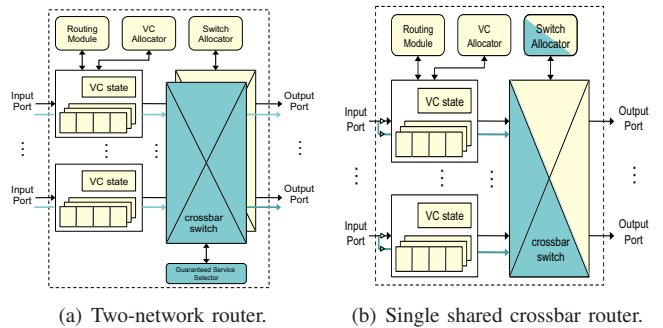 Routing
Module
VC
Allocator
Switch
Allocator
Input
Port
VC state
Output
Port
Input
Port
VC state
Output
Port
crossbar
switch
Guaranteed Service
Selector
(a) Two-network router.
Routing
Module
VC
Allocator
Switch
Allocator
Input
Port
VC state
Output
Port
Input
Port
VC state
Output
Port
crossbar
switch
(b) Single shared crossbar router.